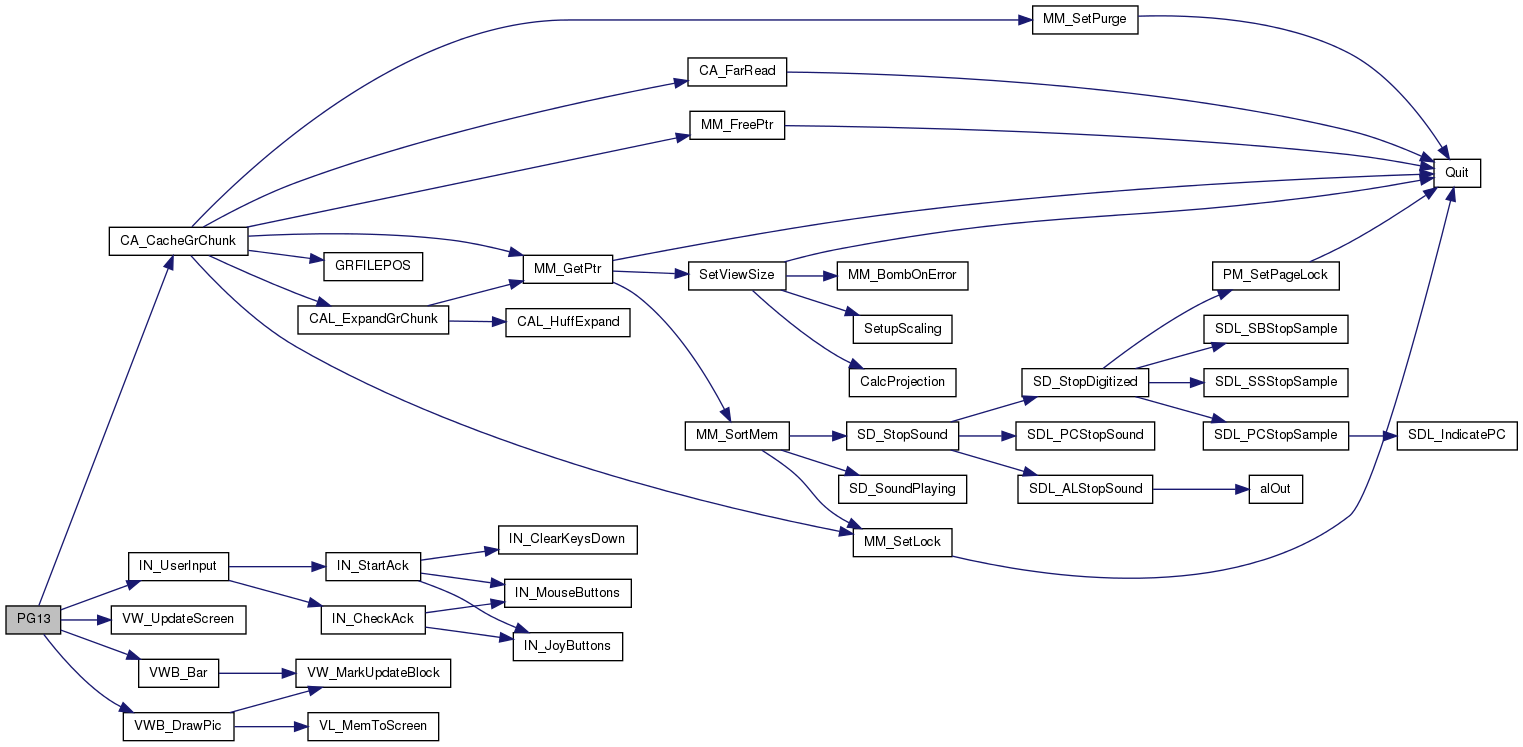 MM_SetPurge
CA_FarRead
MM_FreePtr
Quit
CA_CacheGrChunk
GRFILEPOS
MM_GetPtr
SetViewSize
MM_BombOnError
PM_SetPageLock
CAL_ExpandGrChunk
CAL_HuffExpand
SetupScaling
SDL_SBStopSample
CalcProjection
SD_StopDigitized
SDL_SSStopSample
MM_SortMem
SD_StopSound
SDL_PCStopSound
SDL_PCStopSample
SDL_IndicatePC
SD_SoundPlaying
SDL_ALStopSound
alOut
MM_SetLock
IN_ClearKeysDown
IN_UserInput
IN_StartAck
IN_MouseButtons
PG13
VW_UpdateScreen
IN_CheckAck
IN_JoyButtons
VWB_Bar
VW_MarkUpdateBlock
VWB_DrawPic
VL_MemToScreen